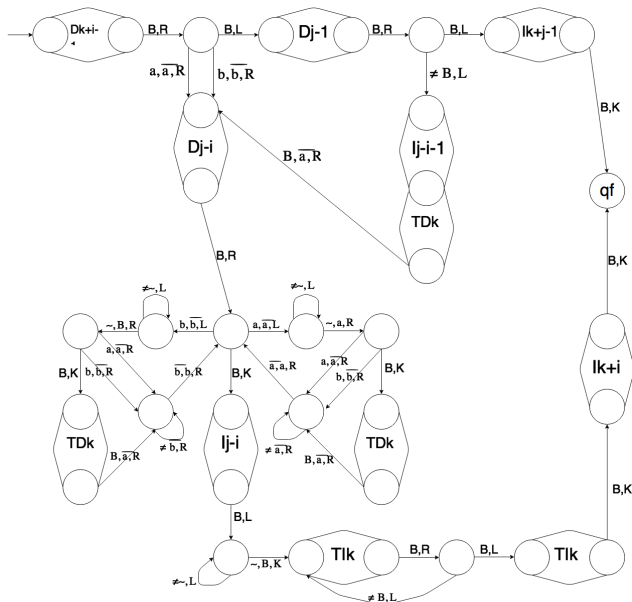 Dk+i-
B,R
B,L
Dj-1
B,R
B,L
Ik+j-1
a,a̅,R
b,b̅,R
≠ B,L
B,K
Dj-i
B,a̅,R
Ij-i-1
qf
TDk
B,R
B,K
≠~,L
≠~,L
~,B,R
b,b̅,L
a,a̅,L
~,a,R
a,a̅,R
b,b̅,R
b̅,b,R
a̅,a,R
a,a̅,R
b,b̅,R
B,K
B,K
B,K
Ik+i
TDk
Ij-i
TDk
B,a̅,R
≠ b̅,R
≠ a̅,R
B,a̅,R
B,K
B,L
~,B,K
TIk
B,R
B,L
TIk
≠~,L
≠ B,L